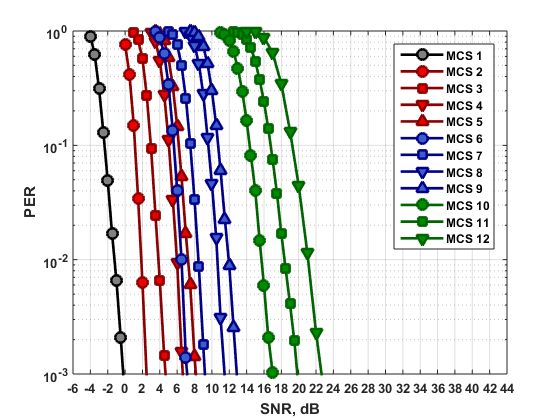 10^0
10^-1
10^-2
10^-3
PER
-6 -4 -2 0 2 4 6 8 10 12 14 16 18 20 22 24 26 28 30 32 34 36 38 40 42 44
SNR, dB
MCS 1
MCS 2
MCS 3
MCS 4
MCS 5
MCS 6
MCS 7
MCS 8
MCS 9
MCS 10
MCS 11
MCS 12